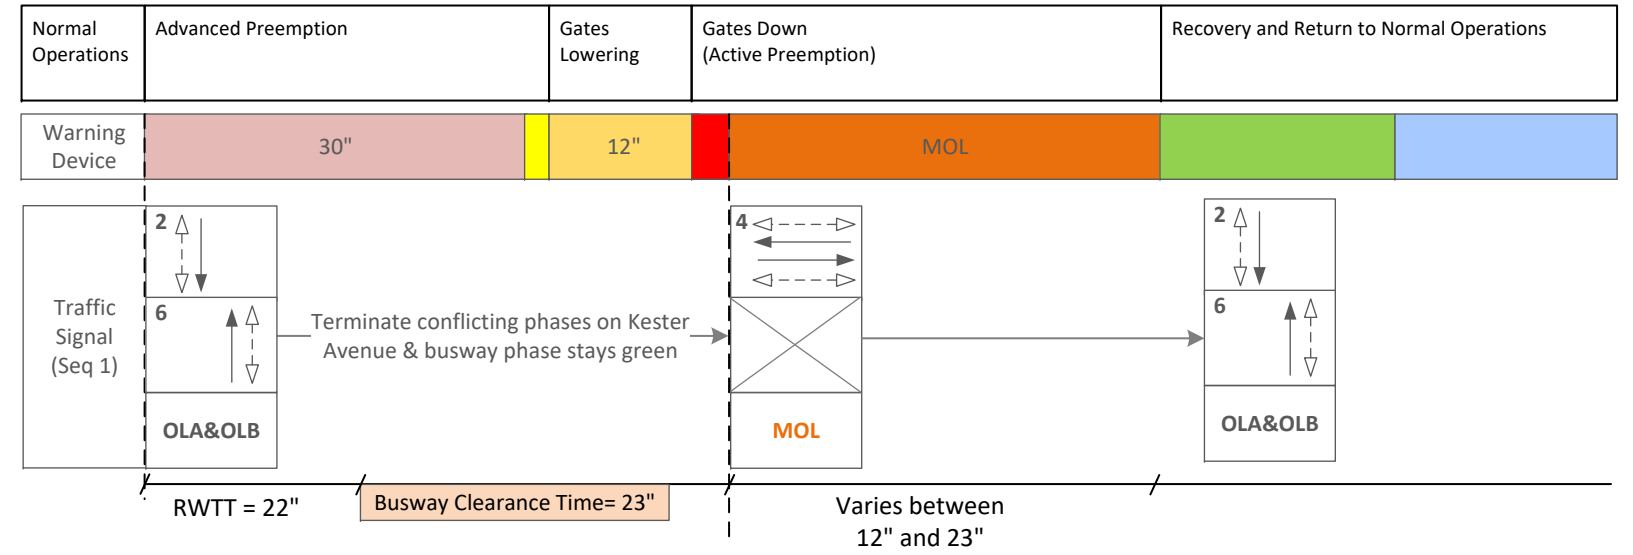 Normal
Operations
Advanced Preemption
Gates
Lowering
Gates Down
(Active Preemption)
Recovery and Return to Normal Operations
Warning
Device
30"
12"
MOL
Traffic
Signal
(Seq 1)
2
6
OLA&OLB
Terminate conflicting phases on Kester
Avenue & busway phase stays green
4
MOL
2
6
OLA&OLB
RWTT = 22"
Busway Clearance Time= 23"
Varies between
12" and 23"